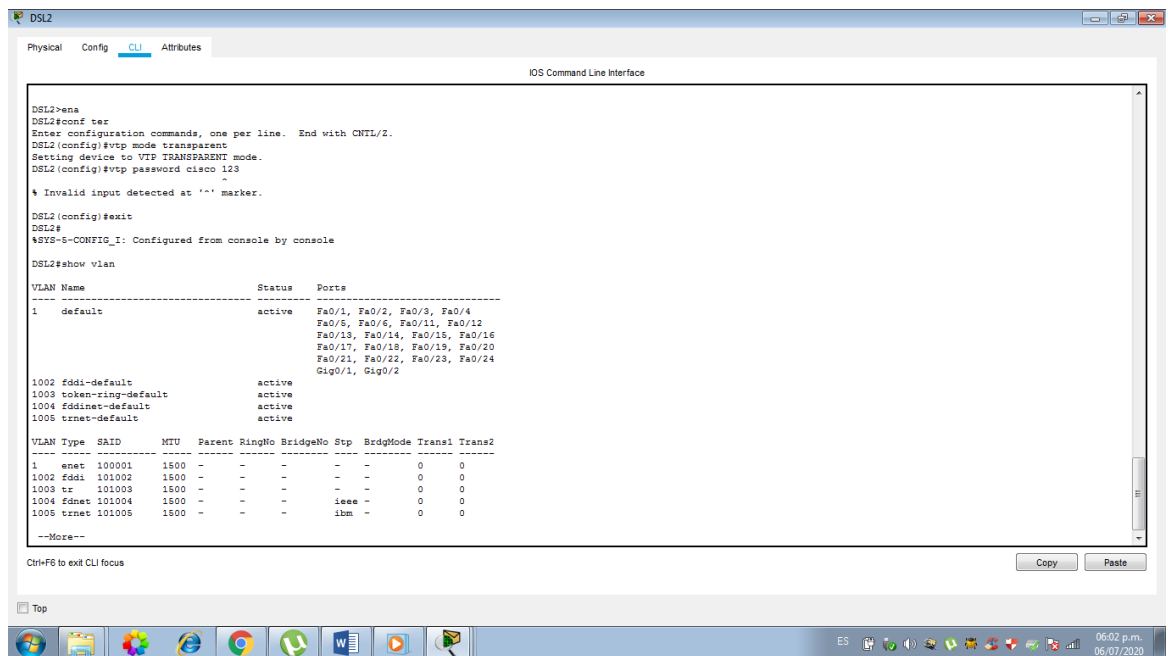 DSL2
Physical Config CLI Attributes
IOS Command Line Interface
DSL2>ena
DSL2#conf ter
Enter configuration commands, one per line.  End with CNTL/Z.
DSL2(config)#vtp mode transparent
Setting device to VTP TRANSPARENT mode.
DSL2(config)#vtp password cisco 123
^
% Invalid input detected at '^' marker.
DSL2(config)#exit
DSL2#
%SYS-5-CONFIG_I: Configured from console by console
DSL2#show vlan
VLAN Name                             Status    Ports
---- -------------------------------- --------- -------------------------------
1    default                          active    Fa0/1, Fa0/2, Fa0/3, Fa0/4
                                                Fa0/5, Fa0/6, Fa0/11, Fa0/12
                                                Fa0/13, Fa0/14, Fa0/15, Fa0/16
                                                Fa0/17, Fa0/18, Fa0/19, Fa0/20
                                                Fa0/21, Fa0/22, Fa0/23, Fa0/24
                                                Gig0/1, Gig0/2
1002 fddi-default                     active
1003 token-ring-default               active
1004 fddinet-default                  active
1005 trnet-default                    active
VLAN Type  SAID       MTU   Parent RingNo BridgeNo Stp  BrdgMode Trans1 Trans2
---- ----- ---------- ----- ------ ------ -------- ---- -------- ------ ------
1    enet  100001     1500  -      -      -        -    -        0      0
1002 fddi  101002     1500  -      -      -        -    -        0      0
1003 tr    101003     1500  -      -      -        -    -        0      0
1004 fdnet 101004     1500  -      -      -        ieee -        0      0
1005 trnet 101005     1500  -      -      -        ibm  -        0      0
--More--
Ctrl+F6 to exit CLI focus
Copy Paste
Top
ES 06:02 p.m.
06/07/2020